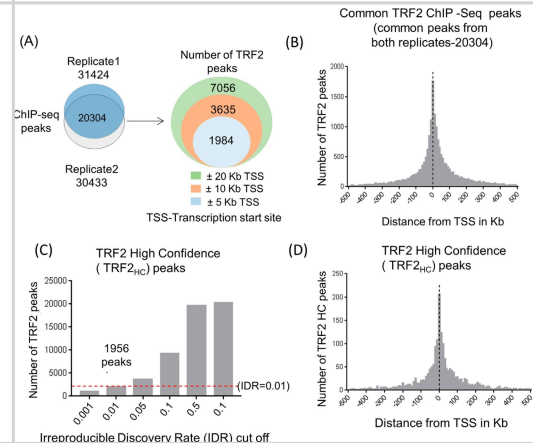 (A)
Replicate1
31424
ChIP-seq
peaks
20304
Replicate2
30433
Number of TRF2
peaks
7056
3635
1984
± 20 Kb TSS
± 10 Kb TSS
± 5 Kb TSS
TSS-Transcription start site
Common TRF2 ChIP -Seq peaks
(common peaks from
both replicates-20304)
(B)
Number of TRF2 peaks
2000
1500
1000
500
0
-500 -400 -300 -200 -100 0 100 200 300 400 500
Distance from TSS in Kb
(C)
TRF2 High Confidence
( TRF2HC) peaks
Number of TRF2 peaks
25000
20000
15000
10000
5000
0
1956
peaks
(IDR=0.01)
0.001 0.01 0.05 0.1 0.5 0.1
Irreproducible Discovery Rate (IDR) cut off
(D)
TRF2 High Confidence
( TRF2HC) peaks
Number of TRF2 HC peaks
250
200
150
100
50
0
-500 -400 -300 -200 -100 0 100 200 300 400 500
Distance from TSS in Kb